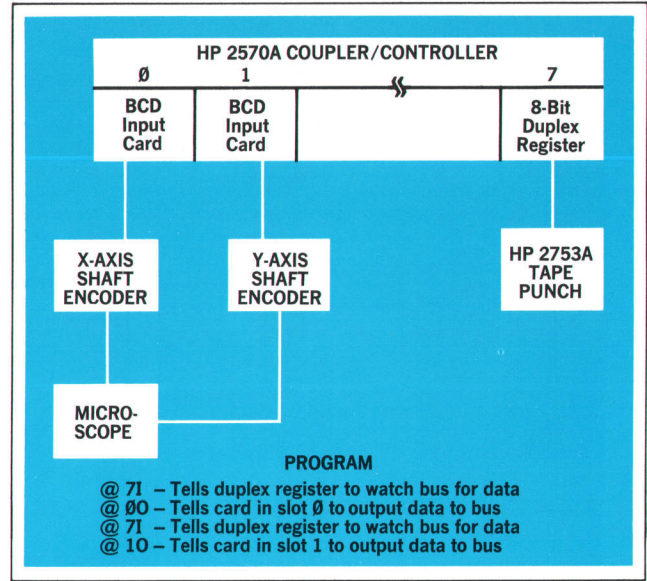 HP 2570A COUPLER/CONTROLLER
Ø 1 7
BCD
Input
Card
BCD
Input
Card
8-Bit
Duplex
Register
X-AXIS
SHAFT
ENCODER
Y-AXIS
SHAFT
ENCODER
HP 2753A
TAPE
PUNCH
MICRO-
SCOPE
PROGRAM
@ 7I – Tells duplex register to watch bus for data
@ ØO – Tells card in slot Ø to output data to bus
@ 7I – Tells duplex register to watch bus for data
@ 1O – Tells card in slot 1 to output data to bus